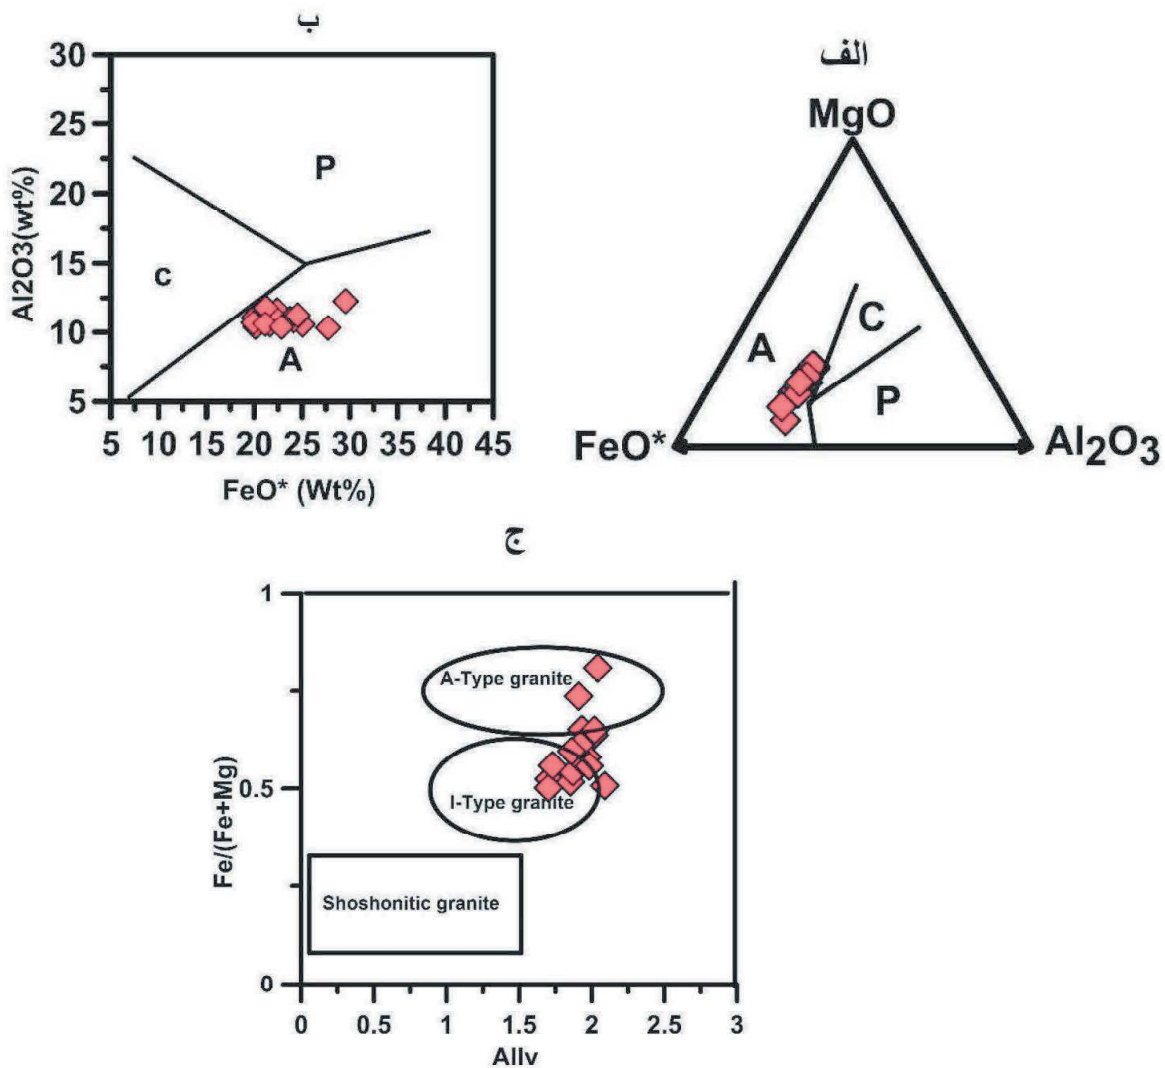 ب
30
25
20
15
10
5
Al2O3(wt%)
P
c
A
5 10 15 20 25 30 35 40 45
FeO* (Wt%)
الف
MgO
A
C
P
FeO*
Al₂O₃
ج
1
0.5
0
Fe/(Fe+Mg)
A-Type granite
I-Type granite
Shoshonitic granite
0 0.5 1 1.5 2 2.5 3
AlIv